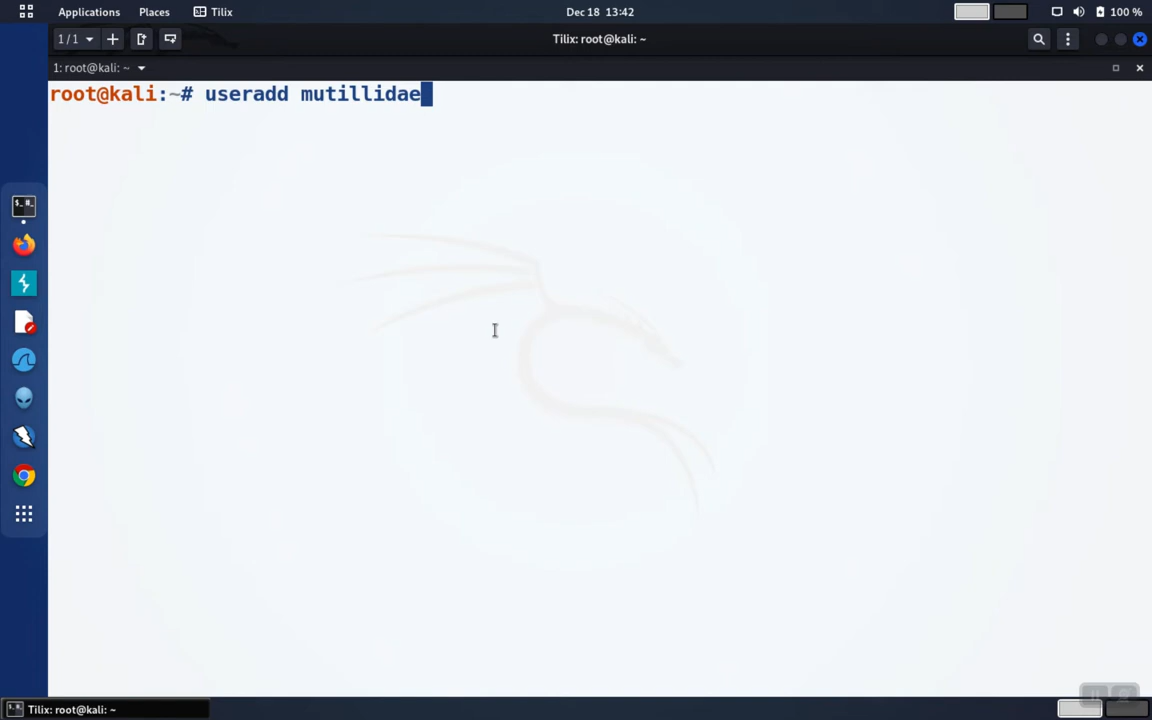 Applications Places Tilix Dec 18 13:42 100 %
1 / 1 Tilix: root@kali: ~
1: root@kali: ~
root@kali:~# useradd mutillidae
Tilix: root@kali: ~